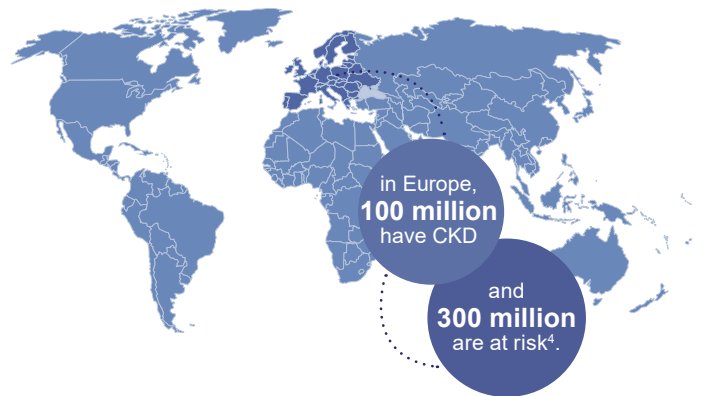 in Europe,
100 million
have CKD
and
300 million
are at risk⁴.